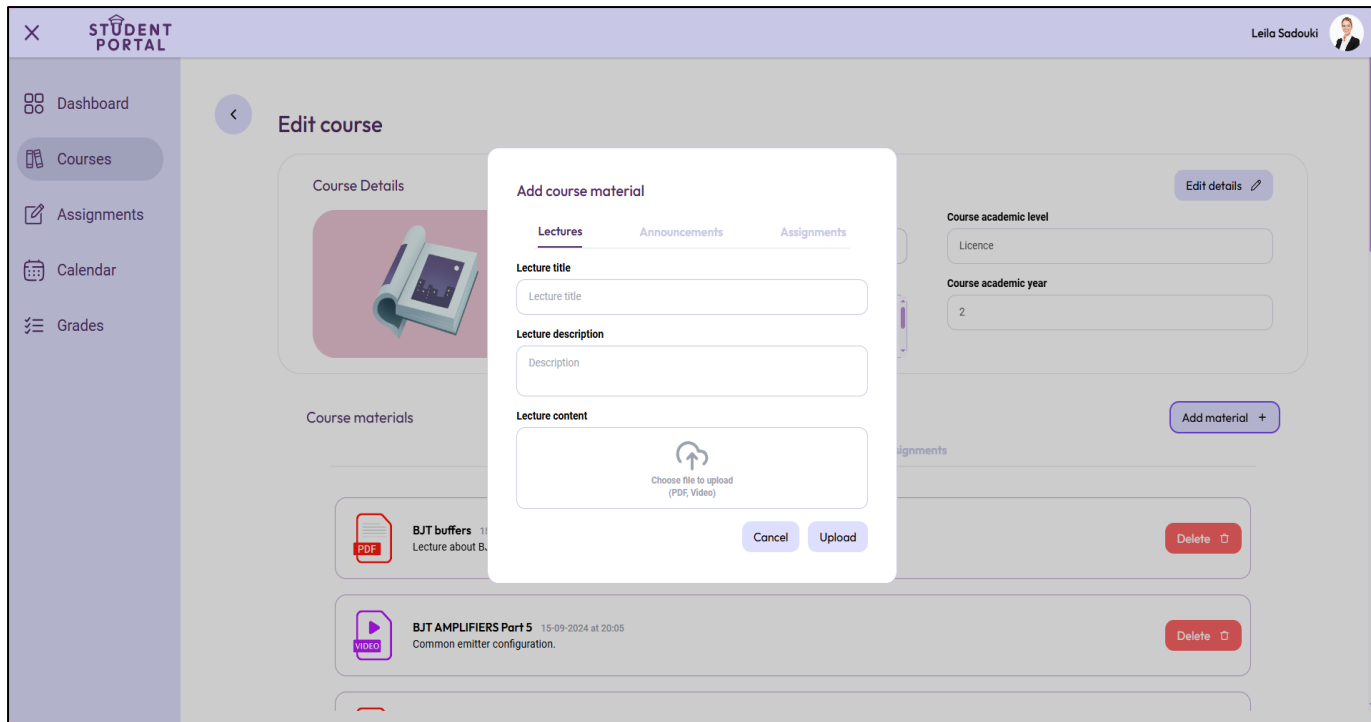 STUDENT
PORTAL
Leila Sadouki
Dashboard
Courses
Assignments
Calendar
Grades
Edit course
Course Details
Edit details
Course academic level
Licence
Course academic year
2
Add course material
Lectures Announcements Assignments
Lecture title
Lecture title
Lecture description
Description
Lecture content
Choose file to upload
(PDF, Video)
Cancel Upload
Course materials
Add material +
PDF
BJT buffers
Lecture about
Delete
VIDEO
BJT AMPLIFIERS Part 5 15-09-2024 at 20:05
Common emitter configuration.
Delete